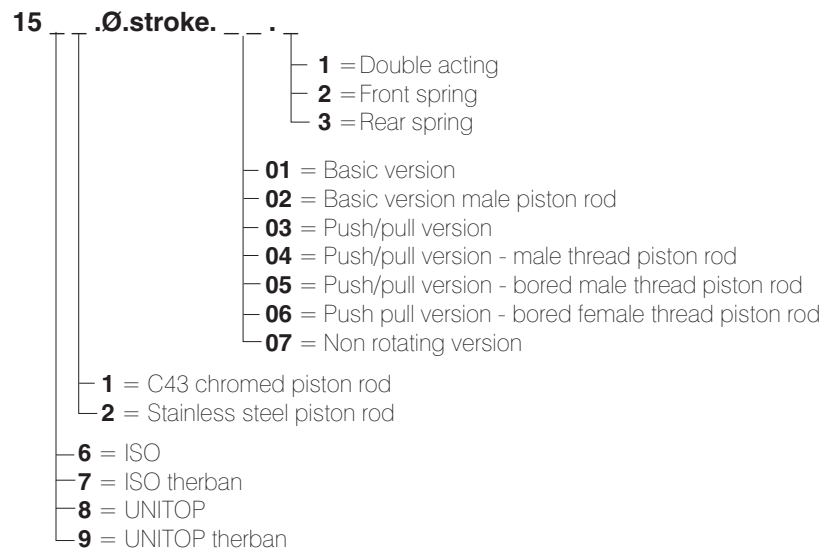 15 _ _ .Ø.stroke. _ _ . _
1 = Double acting
2 = Front spring
3 = Rear spring
01 = Basic version
02 = Basic version male piston rod
03 = Push/pull version
04 = Push/pull version - male thread piston rod
05 = Push/pull version - bored male thread piston rod
06 = Push pull version - bored female thread piston rod
07 = Non rotating version
1 = C43 chromed piston rod
2 = Stainless steel piston rod
6 = ISO
7 = ISO therban
8 = UNITOP
9 = UNITOP therban